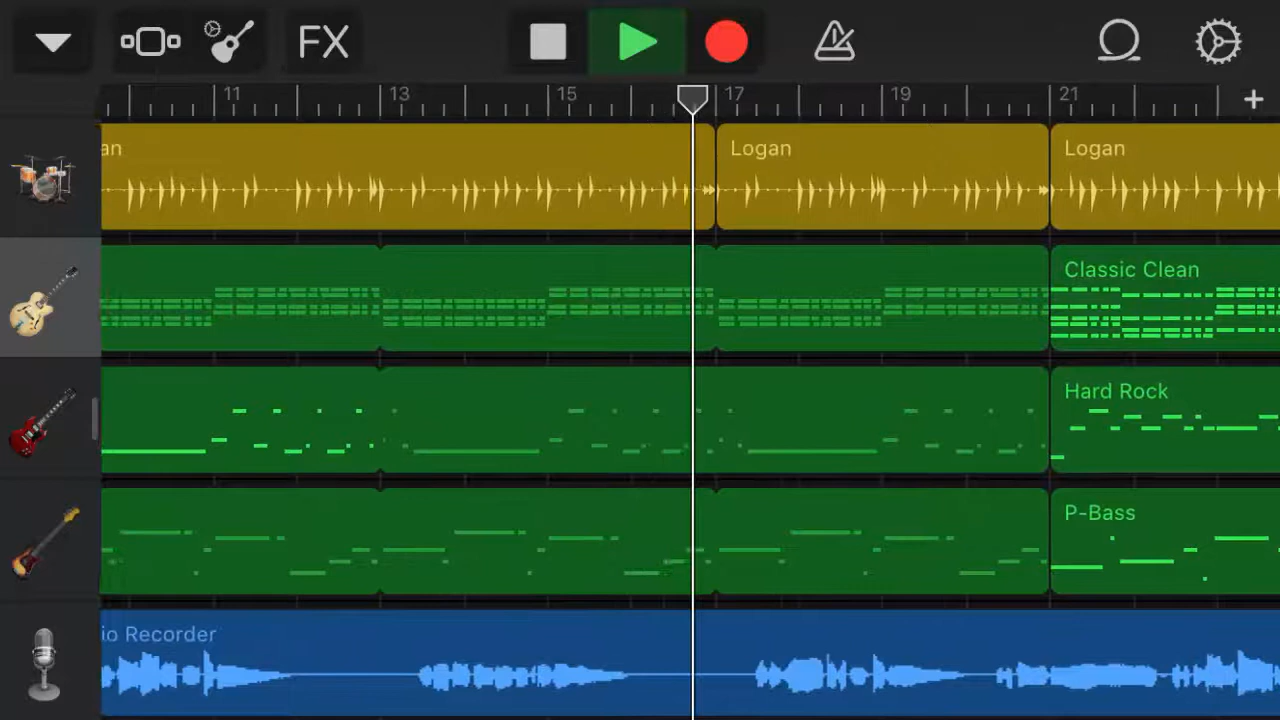 FX
11 13 15 17 19 21
an Logan Logan
Classic Clean
Hard Rock
P-Bass
io Recorder